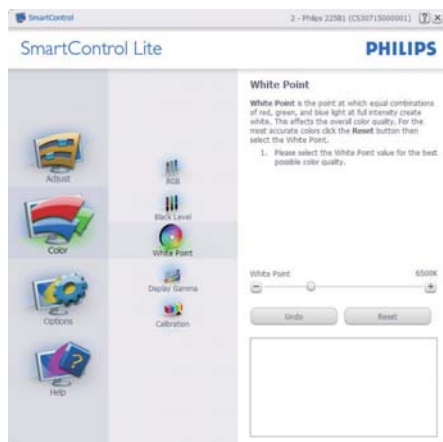 SmartControl
2 - Philips 225B1 (CS30715000001)
SmartControl Lite
PHILIPS
Adjust
Color
Options
Help
RGB
Black Level
White Point
Display Gamma
Calibration
White Point
White Point is the point at which equal combinations
of red, green, and blue light at full intensity create
white. This effects the overall color quality. For the
most accurate colors click the Reset button then
select the White Point.
1. Please select the White Point value for the best
possible color quality.
White Point 6500K
Undo Reset